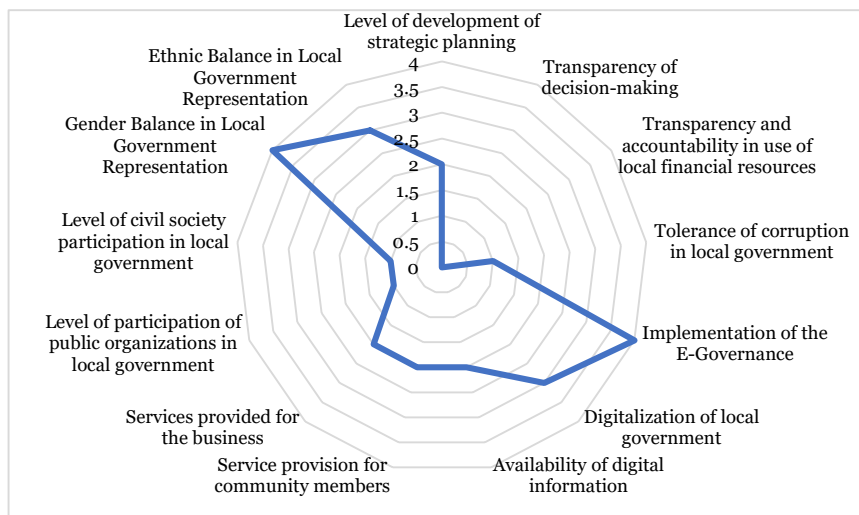 Level of development of
strategic planning
Transparency of
decision-making
Transparency and
accountability in use of
local financial resources
Tolerance of corruption
in local government
Implementation of the
E-Governance
Digitalization of local
government
Availability of digital
information
Service provision for
community members
Services provided for
the business
Level of participation of
public organizations in
local government
Level of civil society
participation in local
government
Gender Balance in Local
Government
Representation
Ethnic Balance in Local
Government
Representation
4
3.5
3
2.5
2
1.5
1
0.5
0